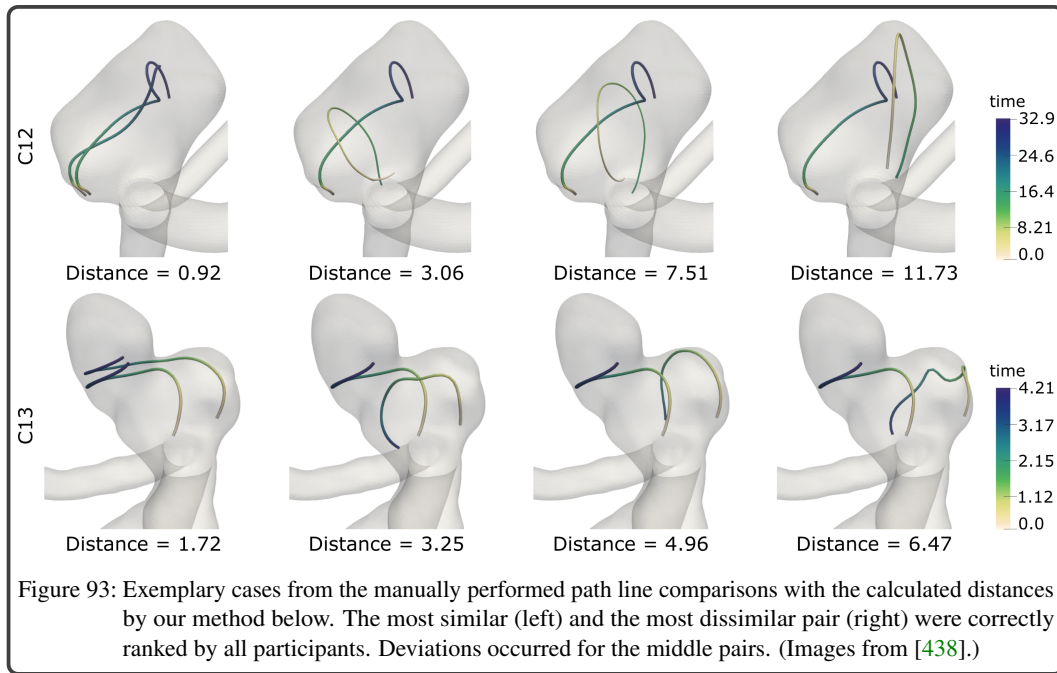 C12
time
32.9
24.6
16.4
8.21
0.0
Distance = 0.92
Distance = 3.06
Distance = 7.51
Distance = 11.73
C13
time
4.21
3.17
2.15
1.12
0.0
Distance = 1.72
Distance = 3.25
Distance = 4.96
Distance = 6.47
Figure 93: Exemplary cases from the manually performed path line comparisons with the calculated distances
by our method below. The most similar (left) and the most dissimilar pair (right) were correctly
ranked by all participants. Deviations occurred for the middle pairs. (Images from [438].)